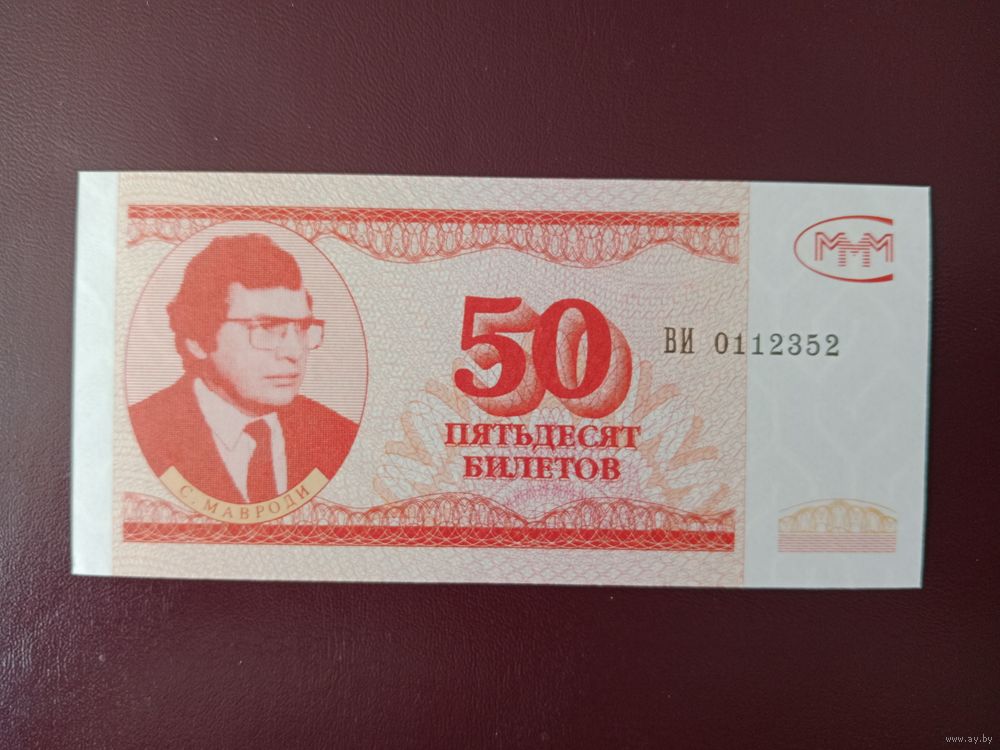 МММ
50
ВИ 0112352
ПЯТЬДЕСЯТ
БИЛЕТОВ
С. МАВРОДИ
www.ay.by